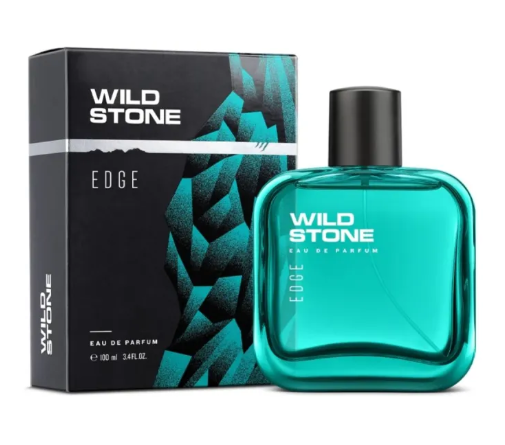 WILD
STONE
EDGE
WILD
STONE
EAU DE PARFUM
℮ 100 ml 3.4FL.OZ.
WILD
STONE
EAU DE PARFUM
EDGE